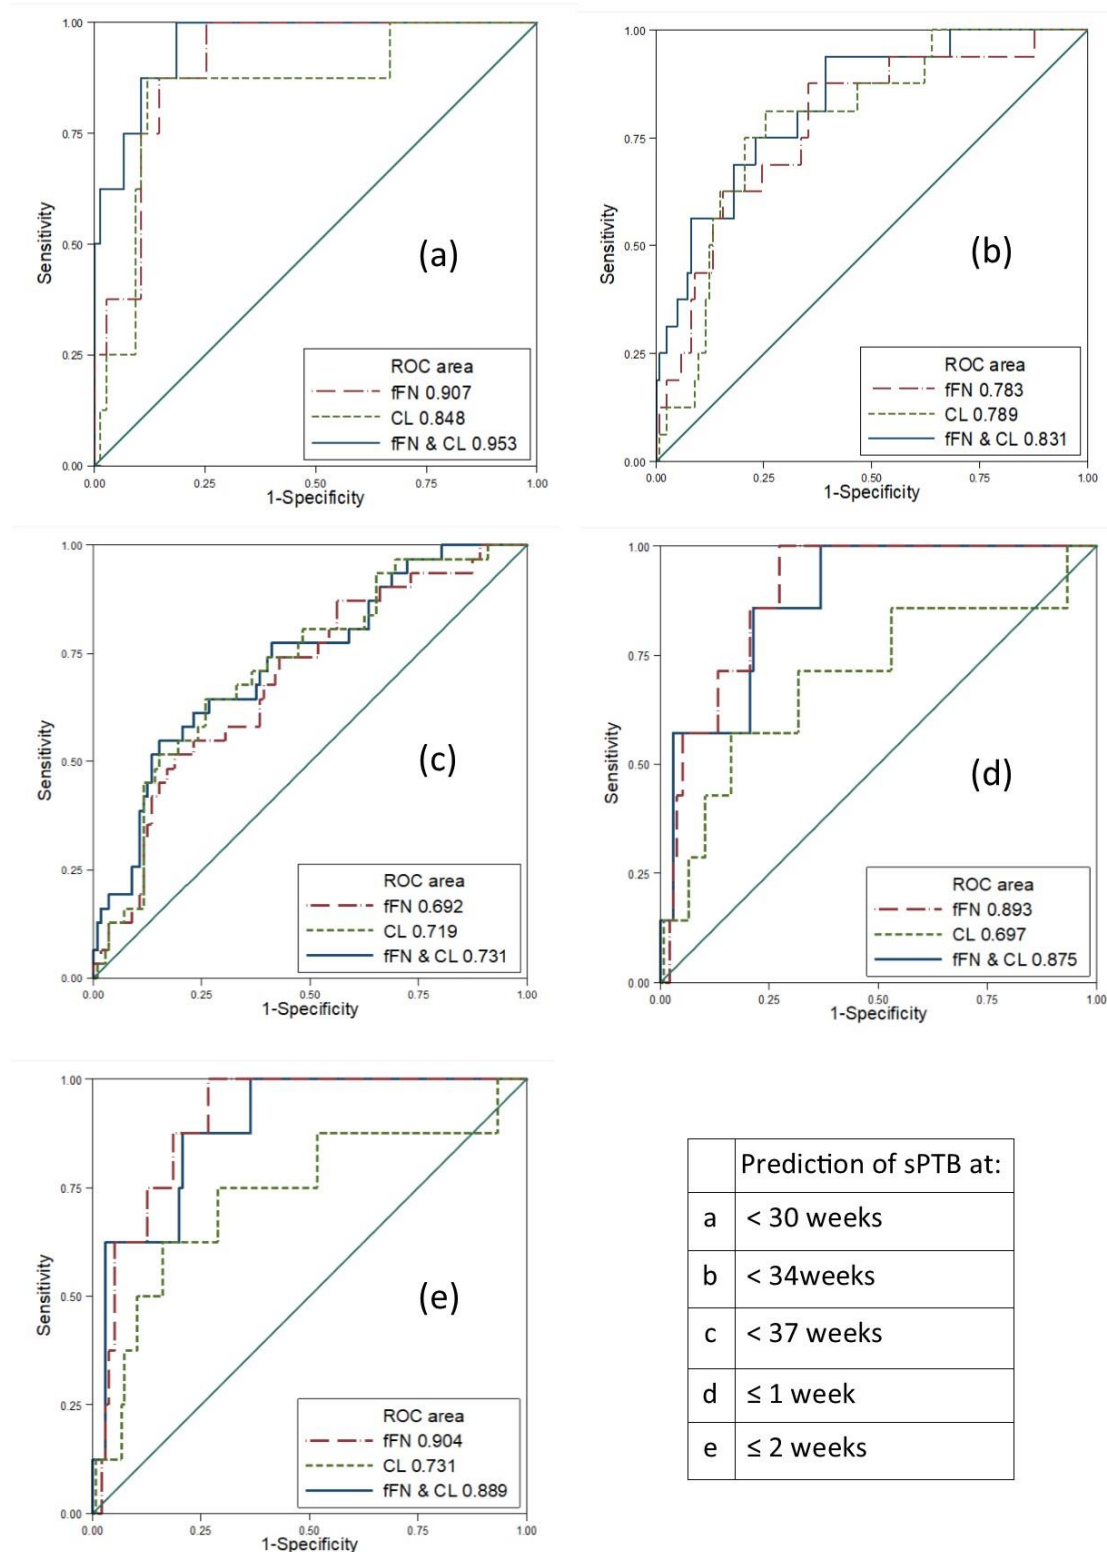 1.00
0.75
0.50
0.25
0.00
Sensitivity
(a)
ROC area
fFN 0.907
CL 0.848
fFN & CL 0.953
0.00 0.25 0.50 0.75 1.00
1-Specificity
1.00
0.75
0.50
0.25
0.00
Sensitivity
(b)
ROC area
fFN 0.783
CL 0.789
fFN & CL 0.831
0.00 0.25 0.50 0.75 1.00
1-Specificity
1.00
0.75
0.50
0.25
0.00
Sensitivity
(c)
ROC area
fFN 0.692
CL 0.719
fFN & CL 0.731
0.00 0.25 0.50 0.75 1.00
1-Specificity
1.00
0.75
0.50
0.25
0.00
Sensitivity
(d)
ROC area
fFN 0.893
CL 0.697
fFN & CL 0.875
0.00 0.25 0.50 0.75 1.00
1-Specificity
1.00
0.75
0.50
0.25
0.00
Sensitivity
(e)
ROC area
fFN 0.904
CL 0.731
fFN & CL 0.889
0.00 0.25 0.50 0.75 1.00
1-Specificity
Prediction of sPTB at:
a < 30 weeks
b < 34weeks
c < 37 weeks
d ≤ 1 week
e ≤ 2 weeks